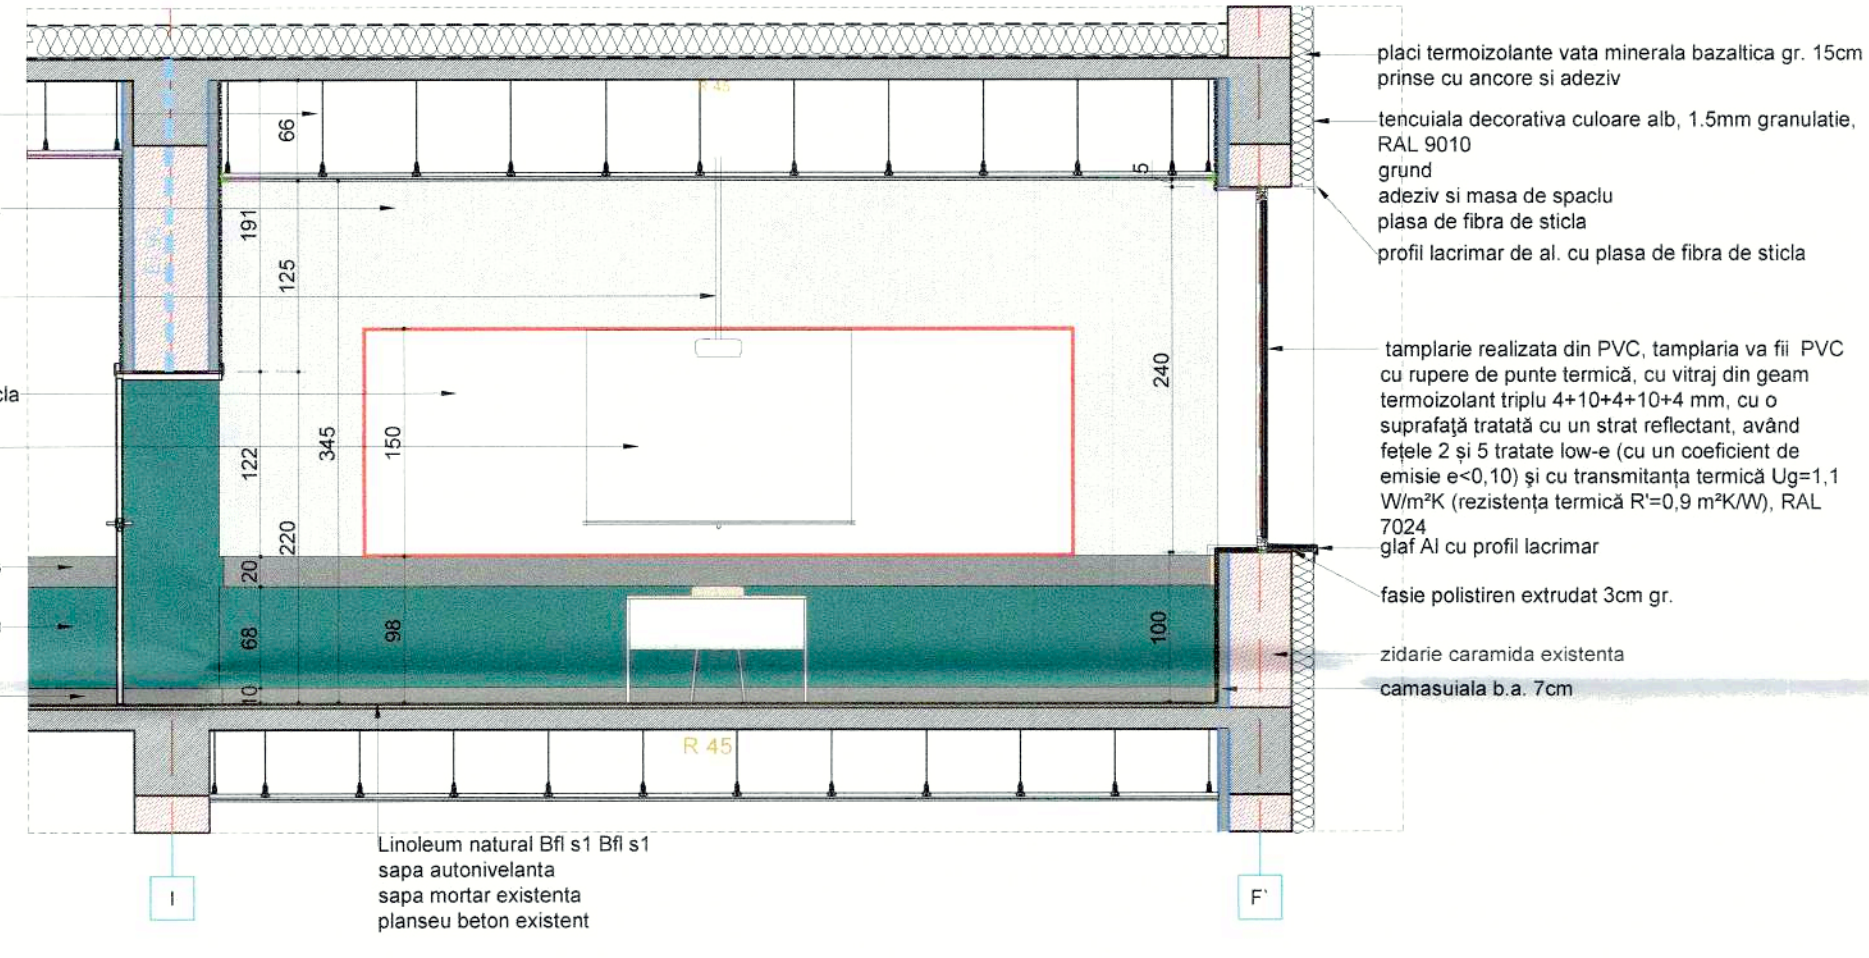 placi termoizolante vata minerala bazaltica gr. 15cm
prinse cu ancore si adeziv
tencuiala decorativa culoare alb, 1.5mm granulatie,
RAL 9010
grund
adeziv si masa de spaclu
plasa de fibra de sticla
profil lacrimar de al. cu plasa de fibra de sticla
tamplarie realizata din PVC, tamplaria va fii PVC
cu rupere de punte termică, cu vitraj din geam
termoizolant triplu 4+10+4+10+4 mm, cu o
suprafaţă tratată cu un strat reflectant, având
feţele 2 și 5 tratate low-e (cu un coeficient de
emisie e<0,10) şi cu transmitanța termică Ug=1,1
W/m²K (rezistența termică R'=0,9 m²K/W), RAL
7024
glaf Al cu profil lacrimar
fasie polistiren extrudat 3cm gr.
zidarie caramida existenta
camasuiala b.a. 7cm
R 45
66
5
191
125
240
cla
122
345
150
220
20
68
98
100
10
R 45
Linoleum natural Bfl s1 Bfl s1
sapa autonivelanta
sapa mortar existenta
planseu beton existent
I
F`